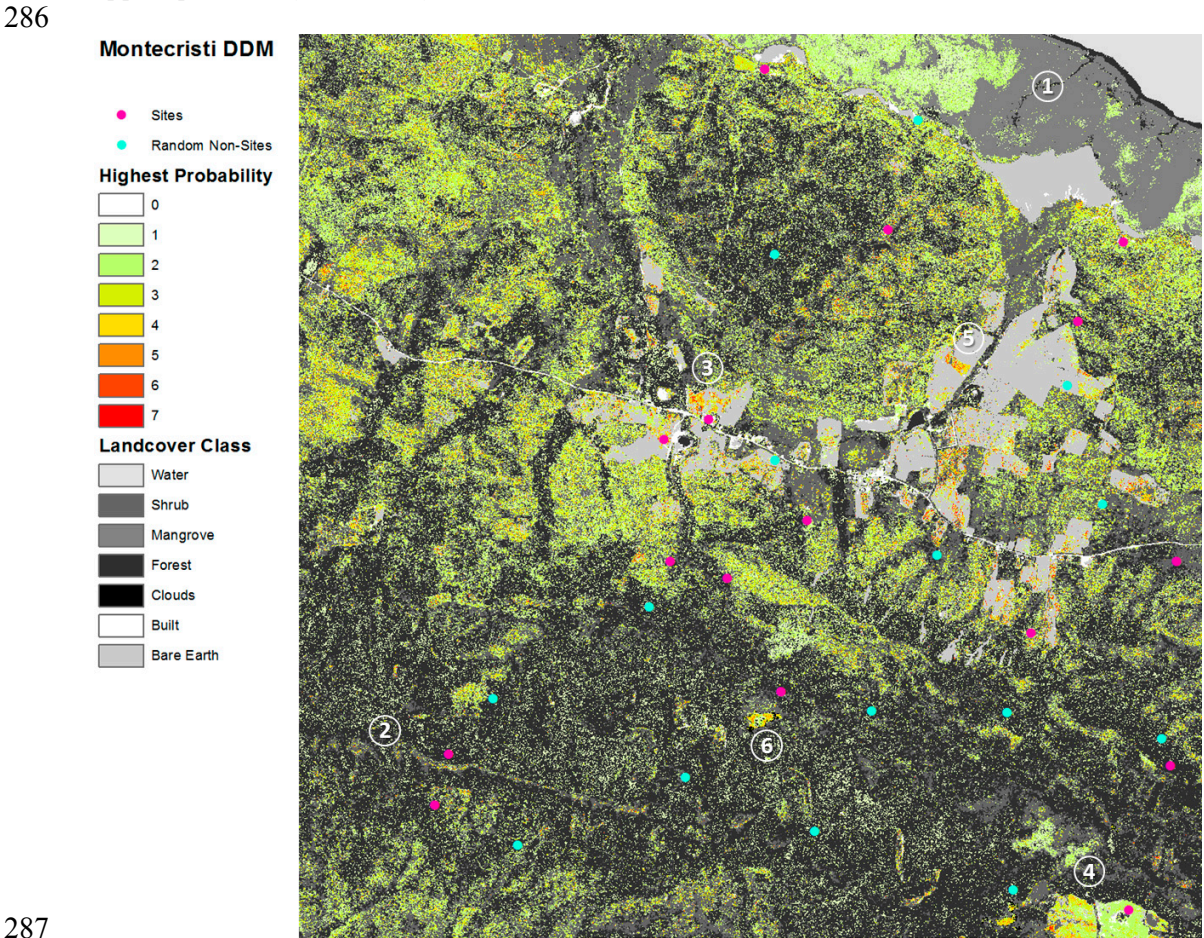 286
Montecristi DDM
Sites
Random Non-Sites
Highest Probability
0
1
2
3
4
5
6
7
Landcover Class
Water
Shrub
Mangrove
Forest
Clouds
Built
Bare Earth
1
5
3
2
6
4
287